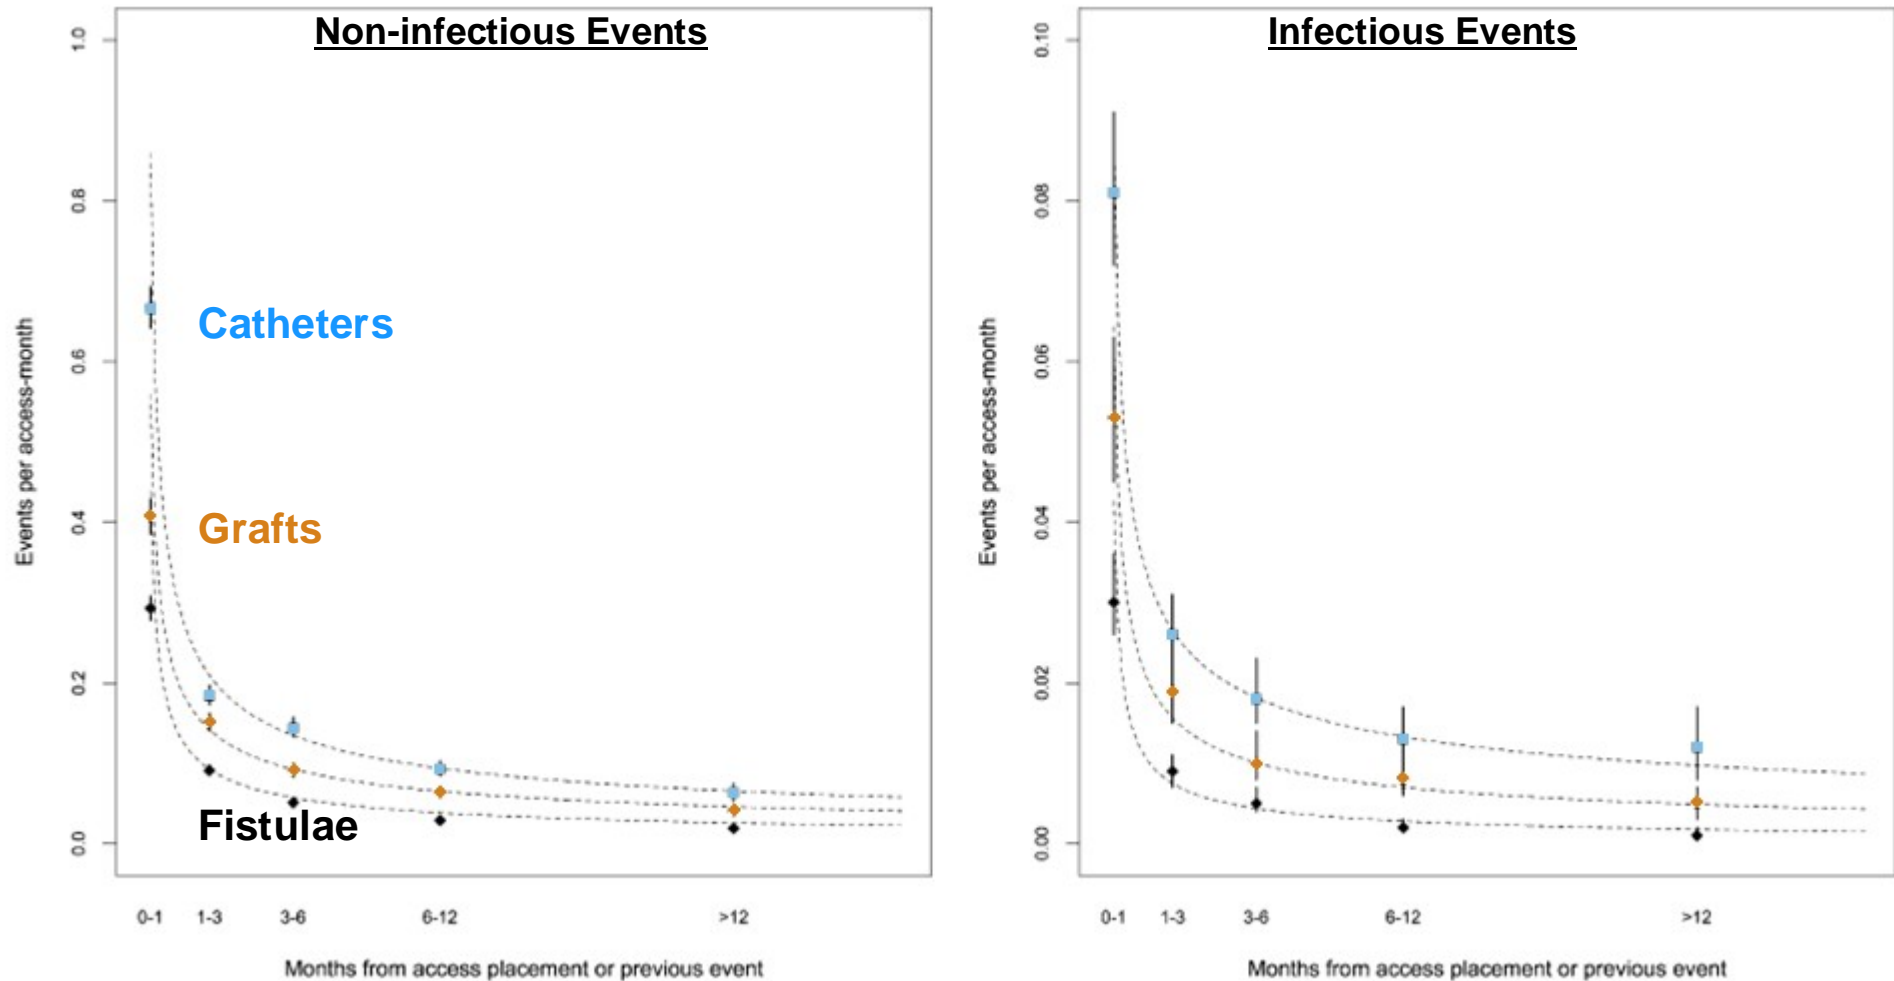 Non-infectious Events
1.0
0.8
0.6
0.4
0.2
0.0
Events per access-month
Catheters
Grafts
Fistulae
0-1 1-3 3-6 6-12 >12
Months from access placement or previous event
Infectious Events
0.10
0.08
0.06
0.04
0.02
0.00
Events per access-month
0-1 1-3 3-6 6-12 >12
Months from access placement or previous event